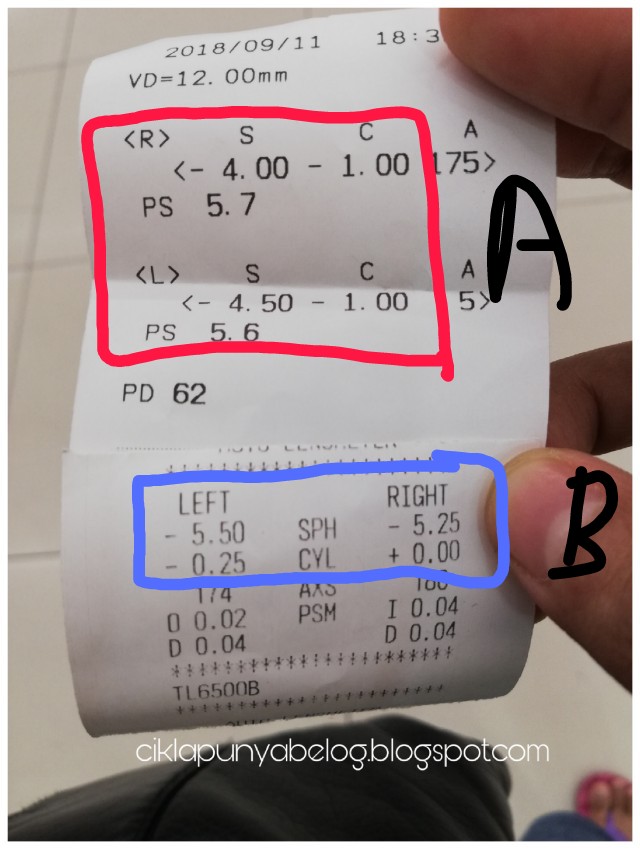 2018/09/11 18:3
VD=12.00mm
<R> S C A
<- 4.00 - 1.00 175>
PS 5.7
A
<L> S C A
<- 4.50 - 1.00 5>
PS 5.6
PD 62
LEFT RIGHT
- 5.50 SPH - 5.25
- 0.25 CYL + 0.00
174 AXS 180
O 0.02 PSM I 0.04
D 0.04 D 0.04
B
TL6500B
ciklapunyabelog.blogspot.com